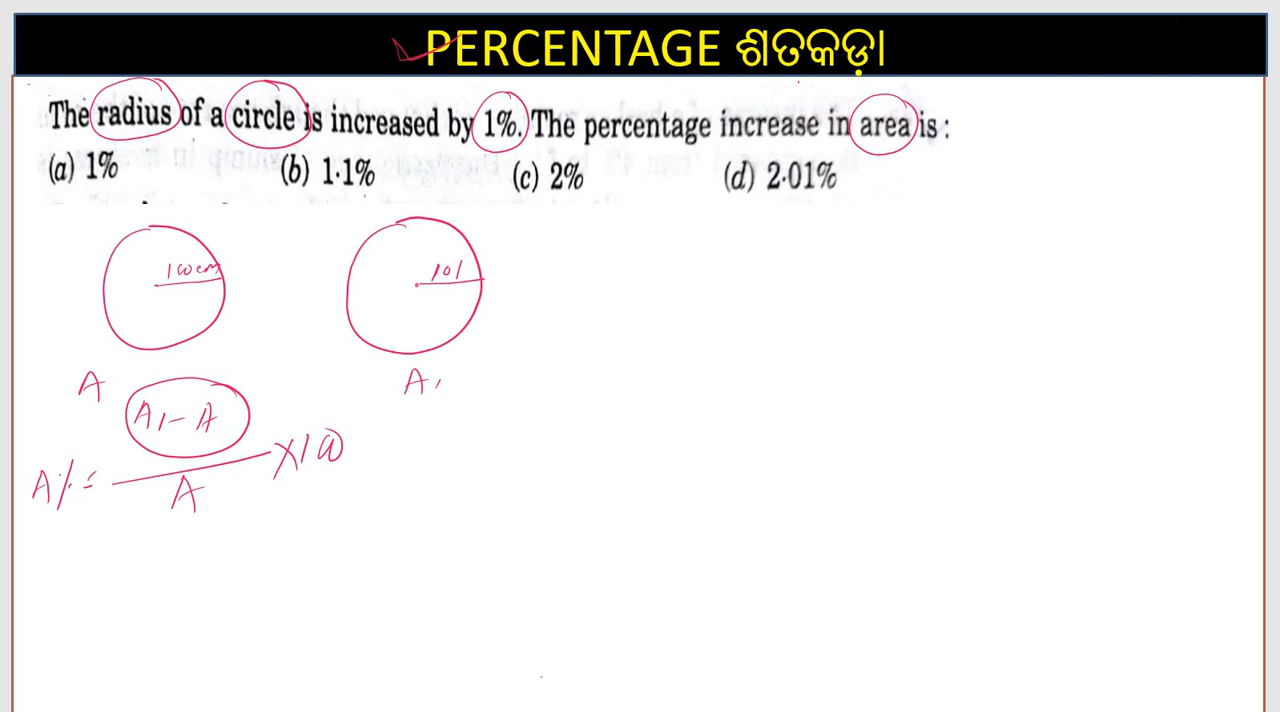 PERCENTAGE ଶତକଡ଼ା
The radius of a circle is increased by 1%. The percentage increase in area is :
(a) 1% (b) 1·1% (c) 2% (d) 2·01%
100cm 101
A A1
A1 - A
A% = × 100
A